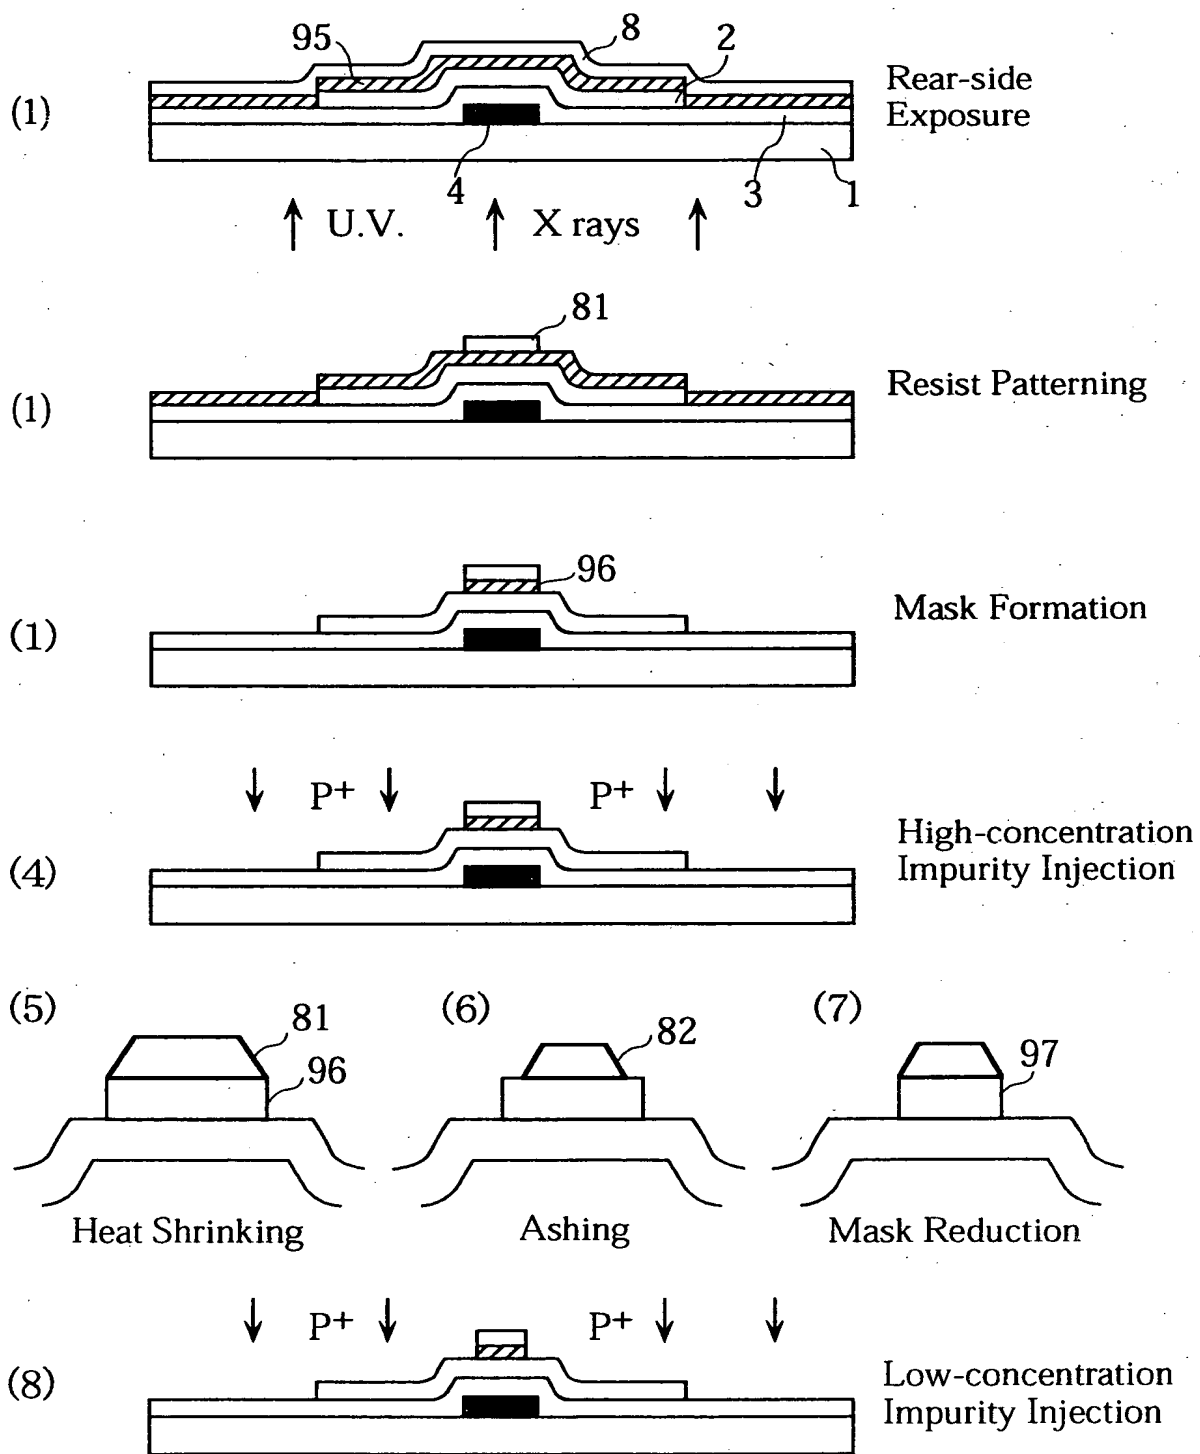 95
8
2
(1)
Rear-side
Exposure
4
3
1
U.V.
X rays
81
(1)
Resist Patterning
96
(1)
Mask Formation
P+
P+
(4)
High-concentration
Impurity Injection
(5)
81
96
(6)
82
(7)
97
Heat Shrinking
Ashing
Mask Reduction
P+
P+
(8)
Low-concentration
Impurity Injection